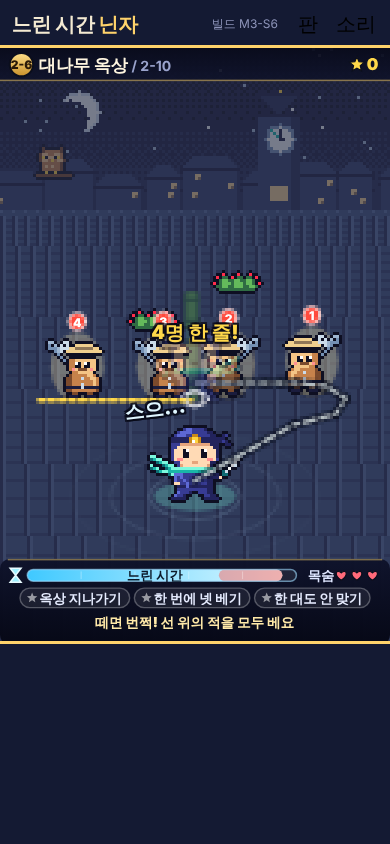 느린 시간 닌자 빌드 M3-S6 판 소리
2-6 대나무 옥상 / 2-10 ★ 0
4 3 2 1
4명 한 줄!
스으...
느린 시간 목숨
★ 옥상 지나가기 ★ 한 번에 넷 베기 ★ 한 대도 안 맞기
떼면 번쩍! 선 위의 적을 모두 베요